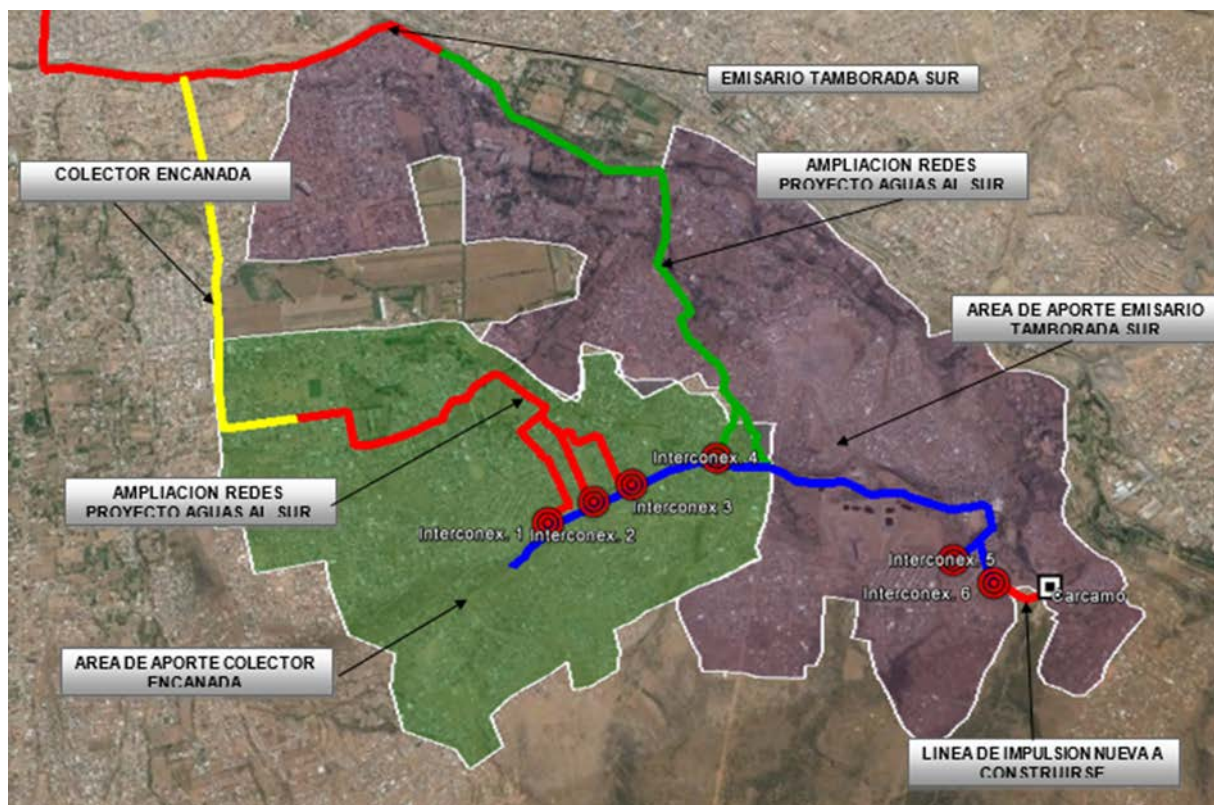 EMISARIO TAMBORADA SUR
COLECTOR ENCANADA
AMPLIACION REDES
PROYECTO AGUAS AL SUR
AREA DE APORTE EMISARIO
TAMBORADA SUR
Interconex. 4
Interconex 3
Interconex. 1
Interconex. 2
AMPLIACION REDES
PROYECTO AGUAS AL SUR
Interconex. 5
Interconex. 6
Carcamo
AREA DE APORTE COLECTOR
ENCANADA
LINEA DE IMPULSION NUEVA A
CONSTRUIRSE